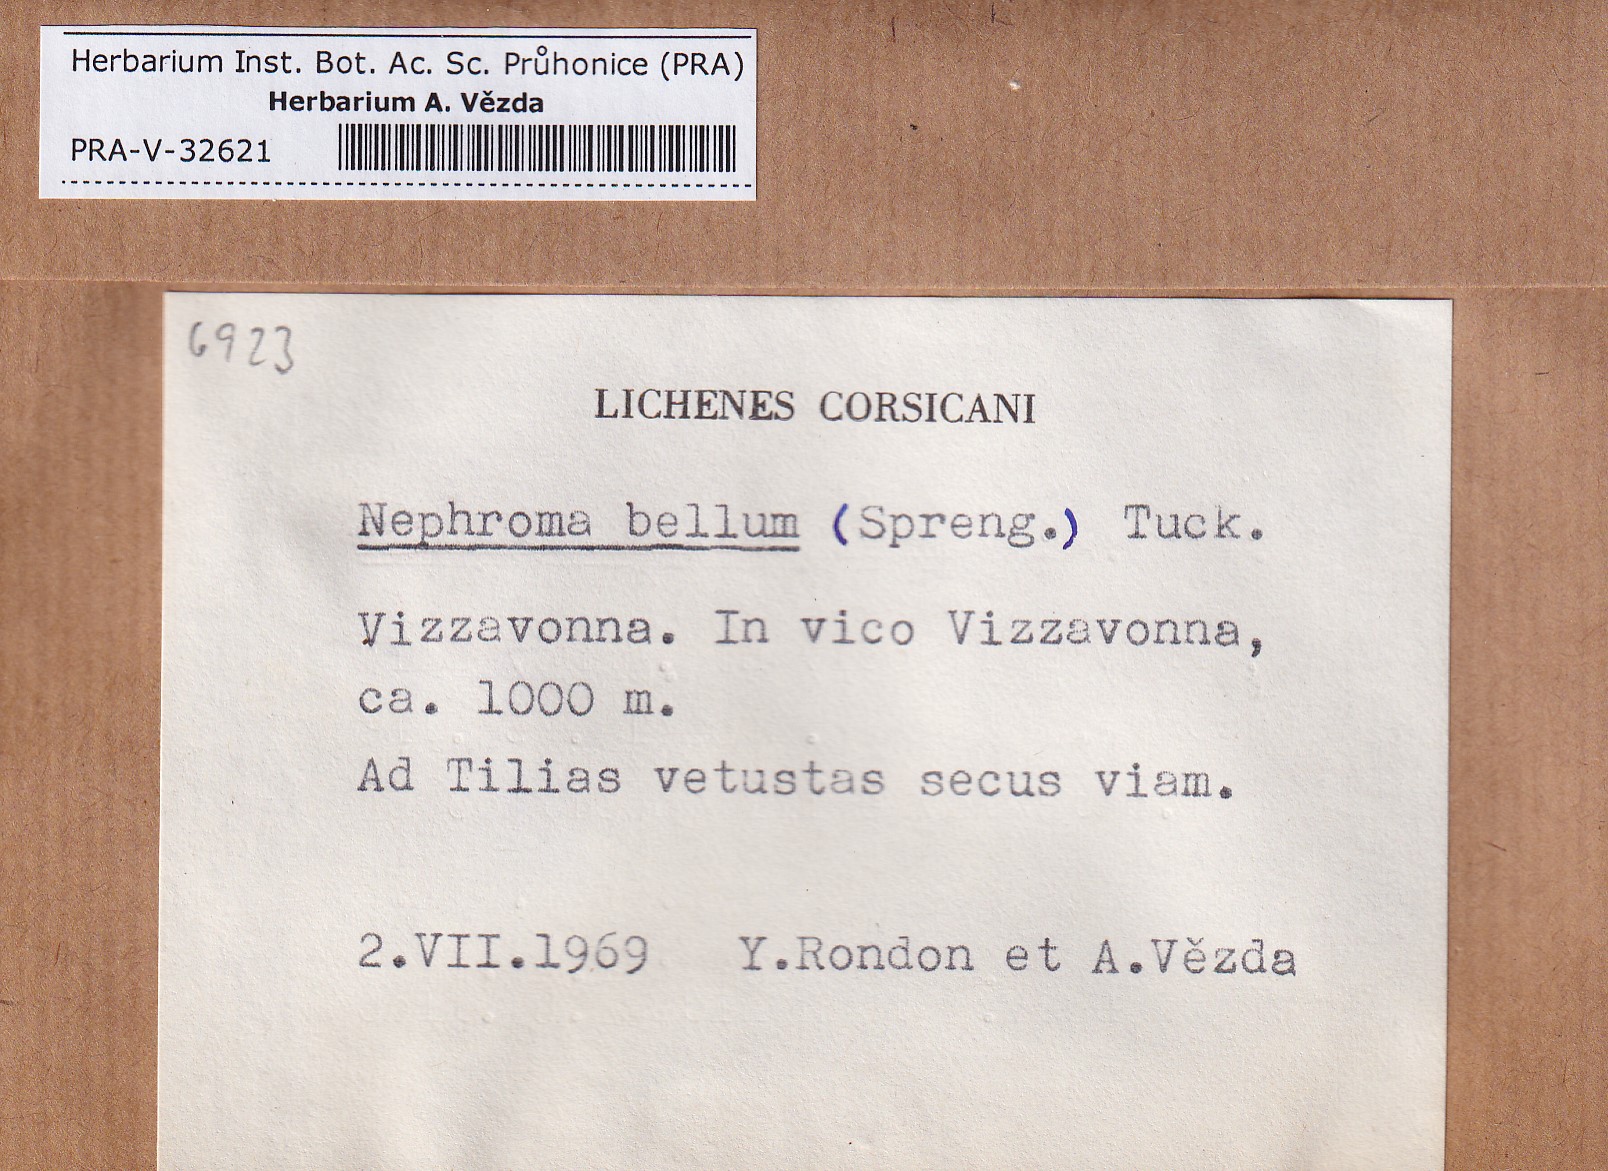 Herbarium Inst. Bot. Ac. Sc. Průhonice (PRA)
Herbarium A. Vězda
PRA-V-32621
6923
LICHENES CORSICANI
Nephroma bellum (Spreng.) Tuck.
Vizzavonna. In vico Vizzavonna,
ca. 1000 m.
Ad Tilias vetustas secus viam.
2.VII.1969 Y.Rondon et A.Vězda